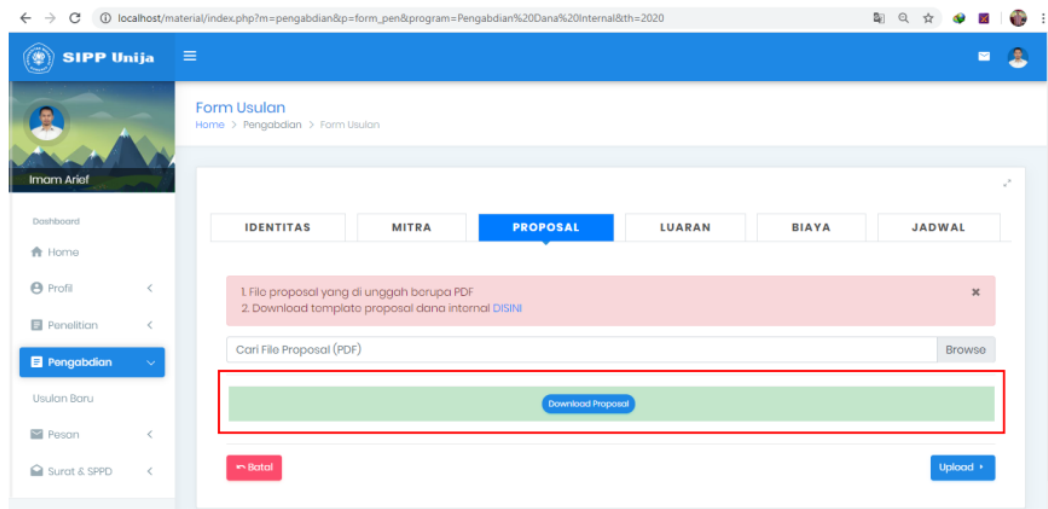 localhost/material/index.php?m=pengabdian&p=form_pen&program=Pengabdian%20Dana%20Internal&th=2020
SIPP Unija
Imam Arief
Form Usulan
Home > Pengabdian > Form Usulan
Dashboard
Home
Profil
Penelitian
Pengabdian
Usulan Baru
Pesan
Surat & SPPD
IDENTITAS MITRA PROPOSAL LUARAN BIAYA JADWAL
1. File proposal yang di unggah berupa PDF
2. Download template proposal dana internal DISINI
Cari File Proposal (PDF) Browse
Download Proposal
Batal Upload